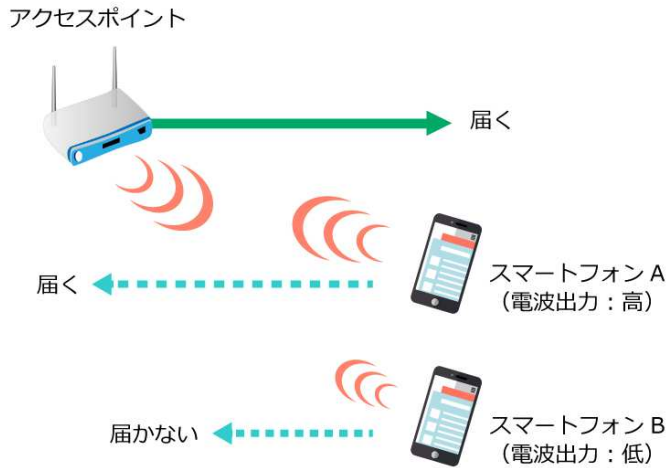 アクセスポイント
届く
届く
スマートフォン A
（電波出力：高）
届かない
スマートフォン B
（電波出力：低）